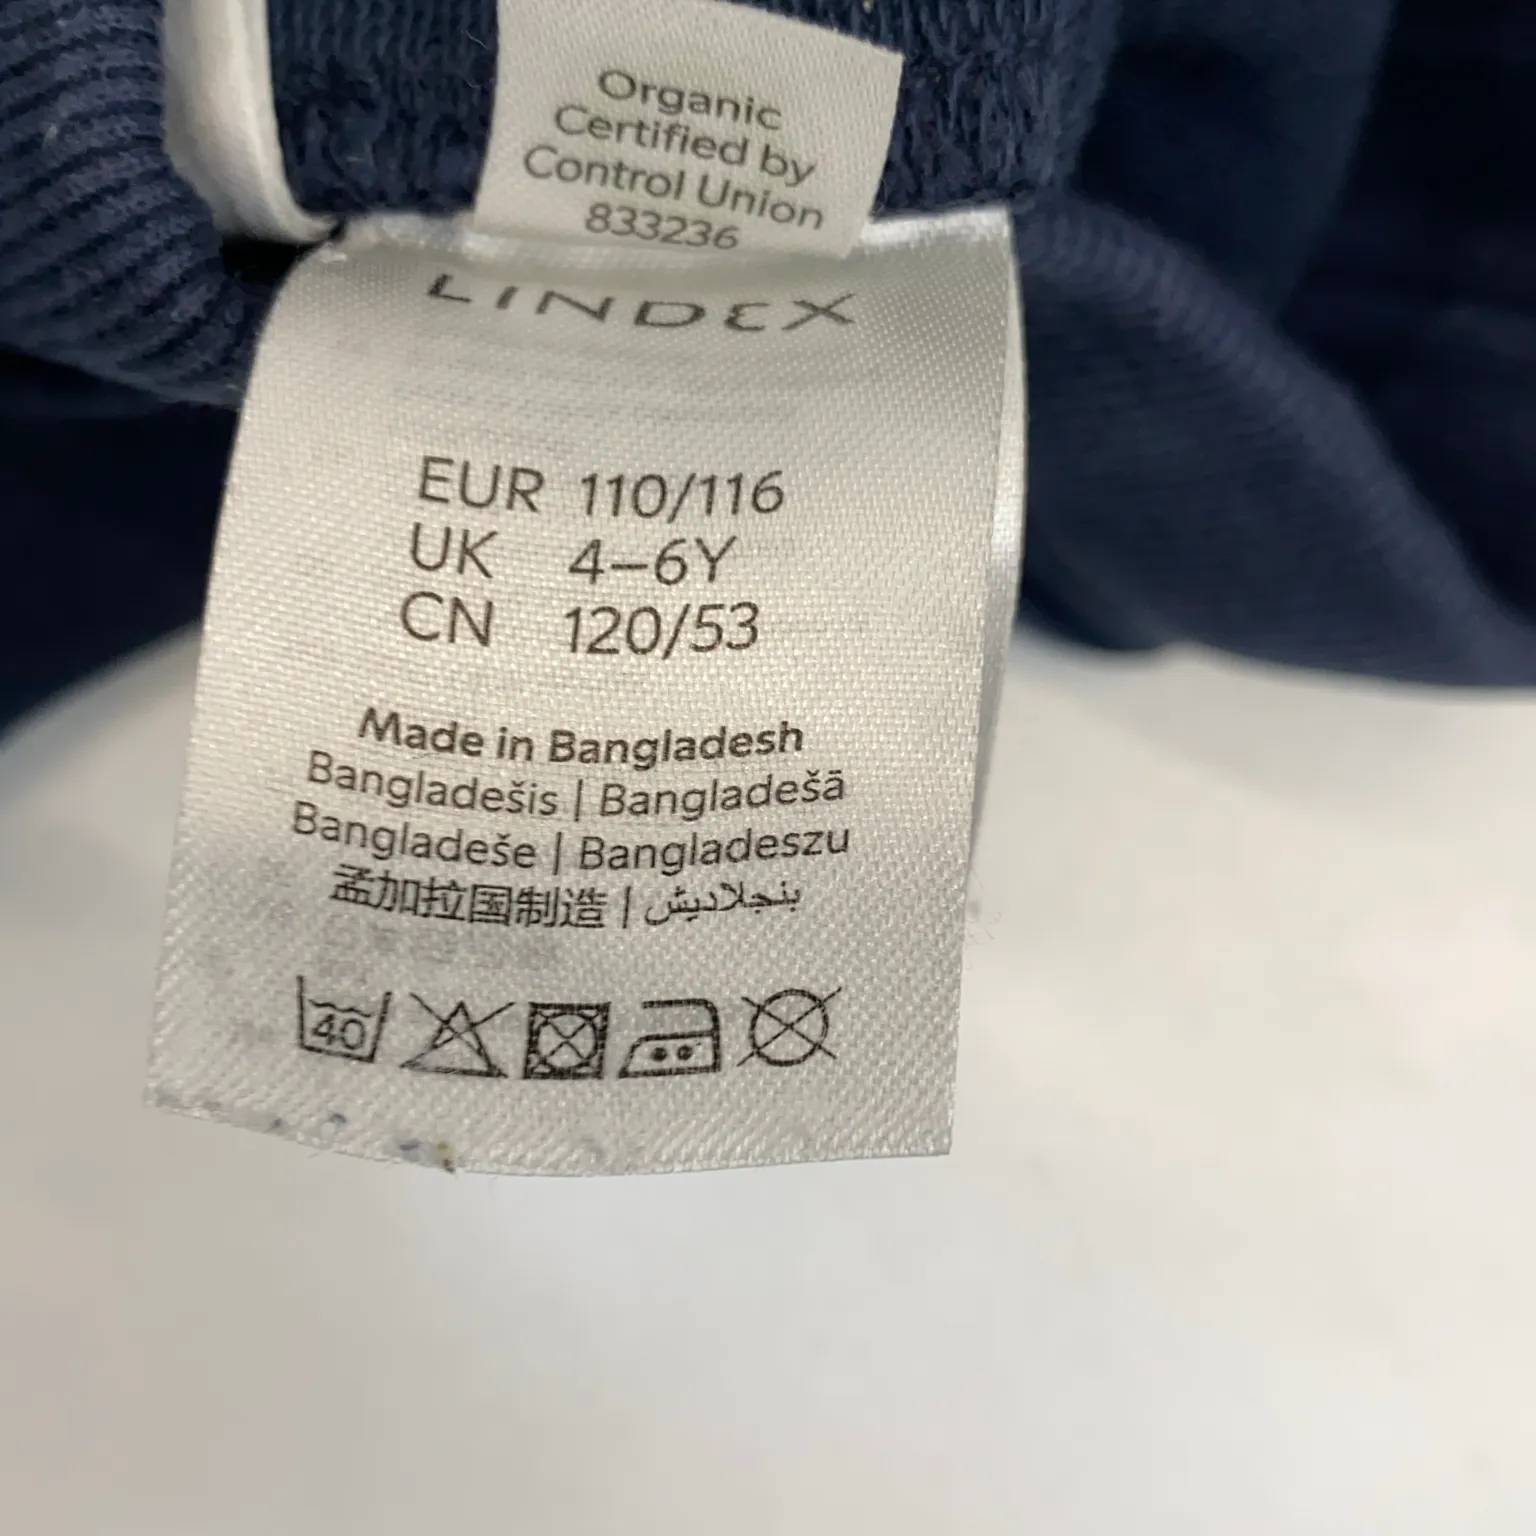 Organic
Certified by
Control Union
833236
LINDEX
EUR 110/116
UK 4–6Y
CN 120/53
Made in Bangladesh
Bangladešis | Bangladešā
Bangladeše | Bangladeszu
孟加拉国制造 | بنجلاديش
40